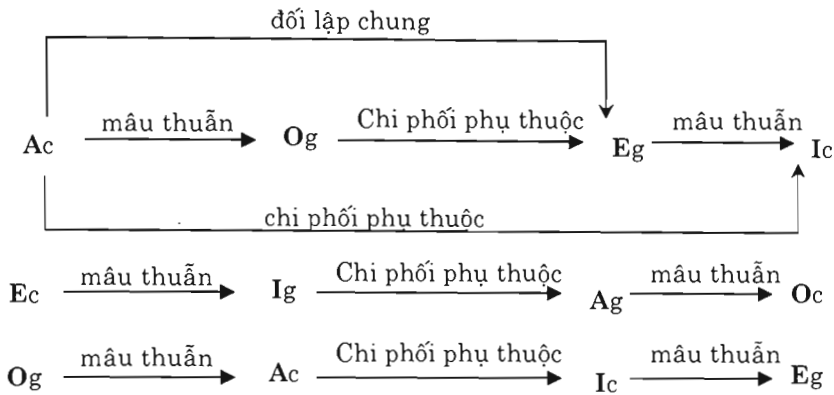 đối lập chung
Ac mâu thuẫn Og Chi phối phụ thuộc Eg mâu thuẫn Ic
chi phối phụ thuộc
Ec mâu thuẫn Ig Chi phối phụ thuộc Ag mâu thuẫn Oc
Og mâu thuẫn Ac Chi phối phụ thuộc Ic mâu thuẫn Eg